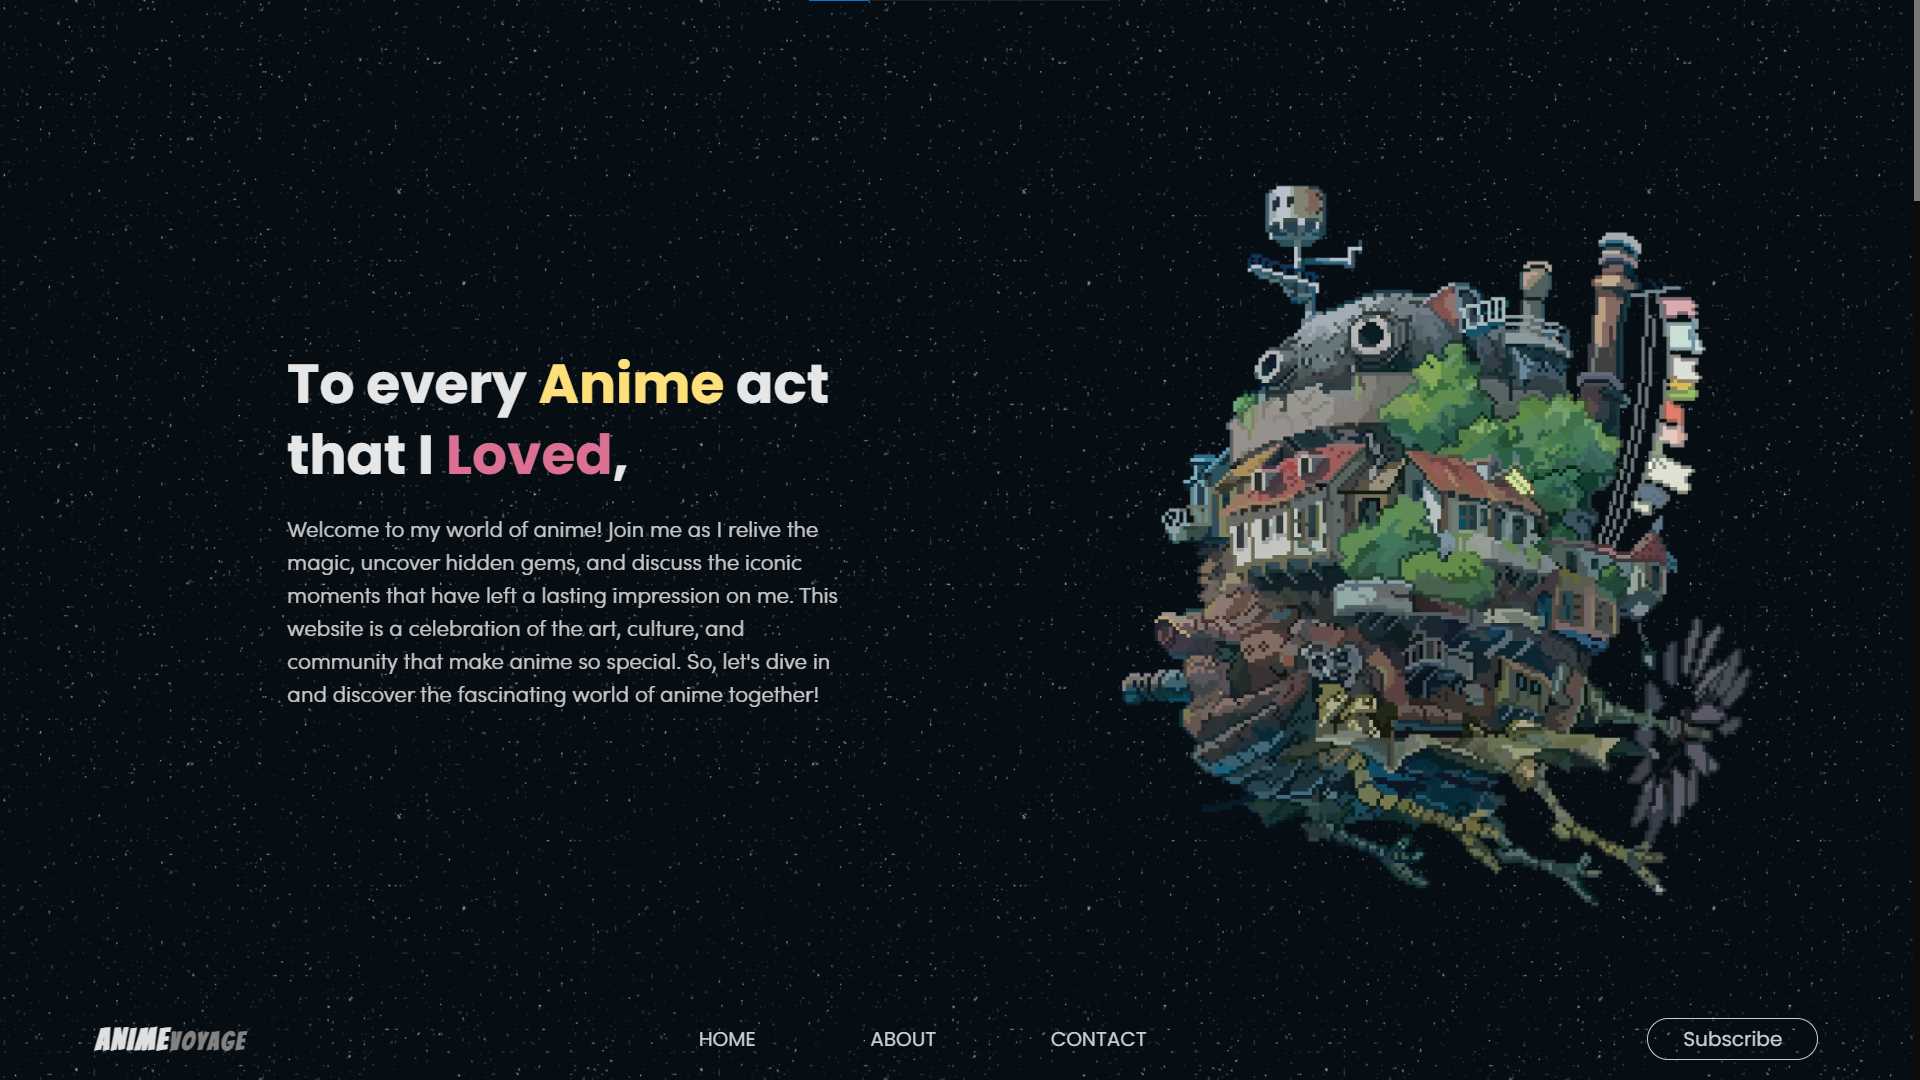 To every Anime act
that I Loved,
Welcome to my world of anime! Join me as I relive the
magic, uncover hidden gems, and discuss the iconic
moments that have left a lasting impression on me. This
website is a celebration of the art, culture, and
community that make anime so special. So, let's dive in
and discover the fascinating world of anime together!
ANIMEVOYAGE
HOME ABOUT CONTACT
Subscribe